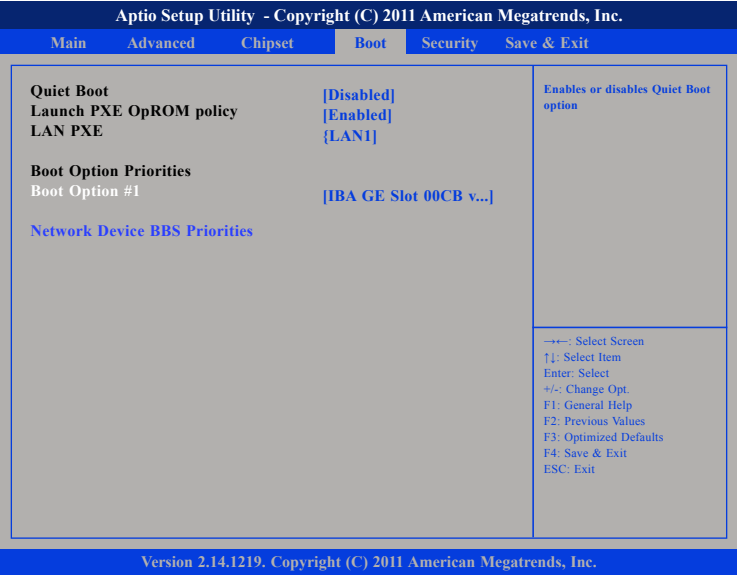 Aptio Setup Utility - Copyright (C) 2011 American Megatrends, Inc.
Main Advanced Chipset Boot Security Save & Exit
Quiet Boot [Disabled]
Launch PXE OpROM policy [Enabled]
LAN PXE {LAN1]
Boot Option Priorities
Boot Option #1 [IBA GE Slot 00CB v...]
Network Device BBS Priorities
Enables or disables Quiet Boot
option
→←: Select Screen
↑↓: Select Item
Enter: Select
+/-: Change Opt.
F1: General Help
F2: Previous Values
F3: Optimized Defaults
F4: Save & Exit
ESC: Exit
Version 2.14.1219. Copyright (C) 2011 American Megatrends, Inc.